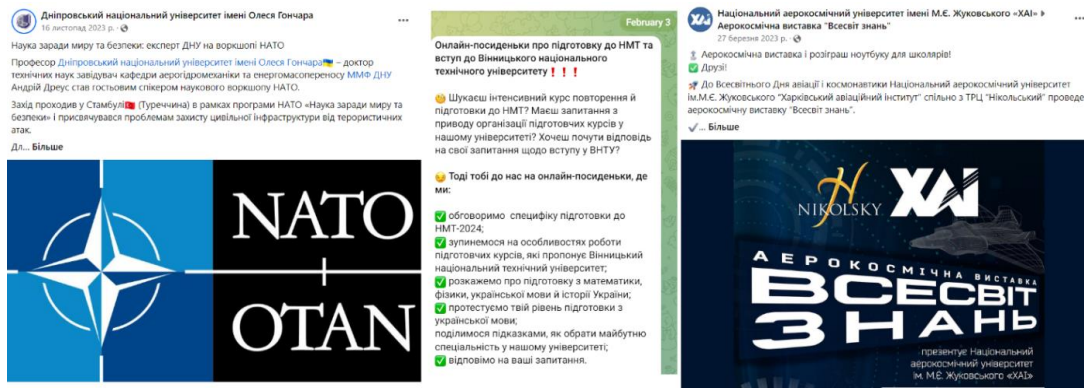 Дніпровський національний університет імені Олеся Гончара
16 листопад 2023 р.
Наука заради миру та безпеки: експерт ДНУ на воркшопі НАТО
Професор Дніпровський національний університет імені Олеся Гончара – доктор
технічних наук завідувач кафедри аерогідромеханіки та енергомасопереносу ММФ ДНУ
Андрій Дреус став гостьовим спікером наукового воркшопу НАТО.
Захід проходив у Стамбулі (Туреччина) в рамках програми НАТО «Наука заради миру та
безпеки» і присвячувався проблемам захисту цивільної інфраструктури від терористичних
атак.
Дл... Більше
NATO
OTAN
February 3
Онлайн-посиденьки про підготовку до НМТ та
вступ до Вінницького національного
технічного університету❗❗❗
Шукаєш інтенсивний курс повторення й
підготовки до НМТ? Маєш запитання з
приводу організації підготовчих курсів у
нашому університеті? Хочеш почути відповідь
на свої запитання щодо вступу у ВНТУ?
Тоді тобі до нас на онлайн-посиденьки, де
ми:
✅ обговоримо специфіку підготовки до
НМТ-2024;
✅ зупинемося на особливостях роботи
підготовчих курсів, які пропонує Вінницький
національний технічний університет;
✅ розкажемо про підготовку з математики,
фізики, української мови й історії України;
✅ протестуємо твій рівень підготовки з
української мови;
поділимося підказками, як обрати майбутню
спеціальність у нашому університеті;
✅ відповімо на ваші запитання.
Національний аерокосмічний університет імені М.Є. Жуковського «ХАІ»
Аерокосмічна виставка "Всесвіт знань"
27 березня 2023 р.
Аерокосмічна виставка і розіграш ноутбуку для школярів!
✅ Друзі!
До Всесвітнього Дня авіації і космонавтики Національний аерокосмічний університет
ім.М.Є. Жуковського "Харківський авіаційний інститут" спільно з ТРЦ "Нікольський" проведе
аерокосмічну виставку "Всесвіт знань".
✔... Більше
NIKOLSKY
ХАІ
АЕРОКОСМІЧНА ВИСТАВКА
ВСЕСВІТ
ЗНАНЬ
презентує Національний
аерокосмічний університет
ім. М.Є. Жуковського «ХАІ»